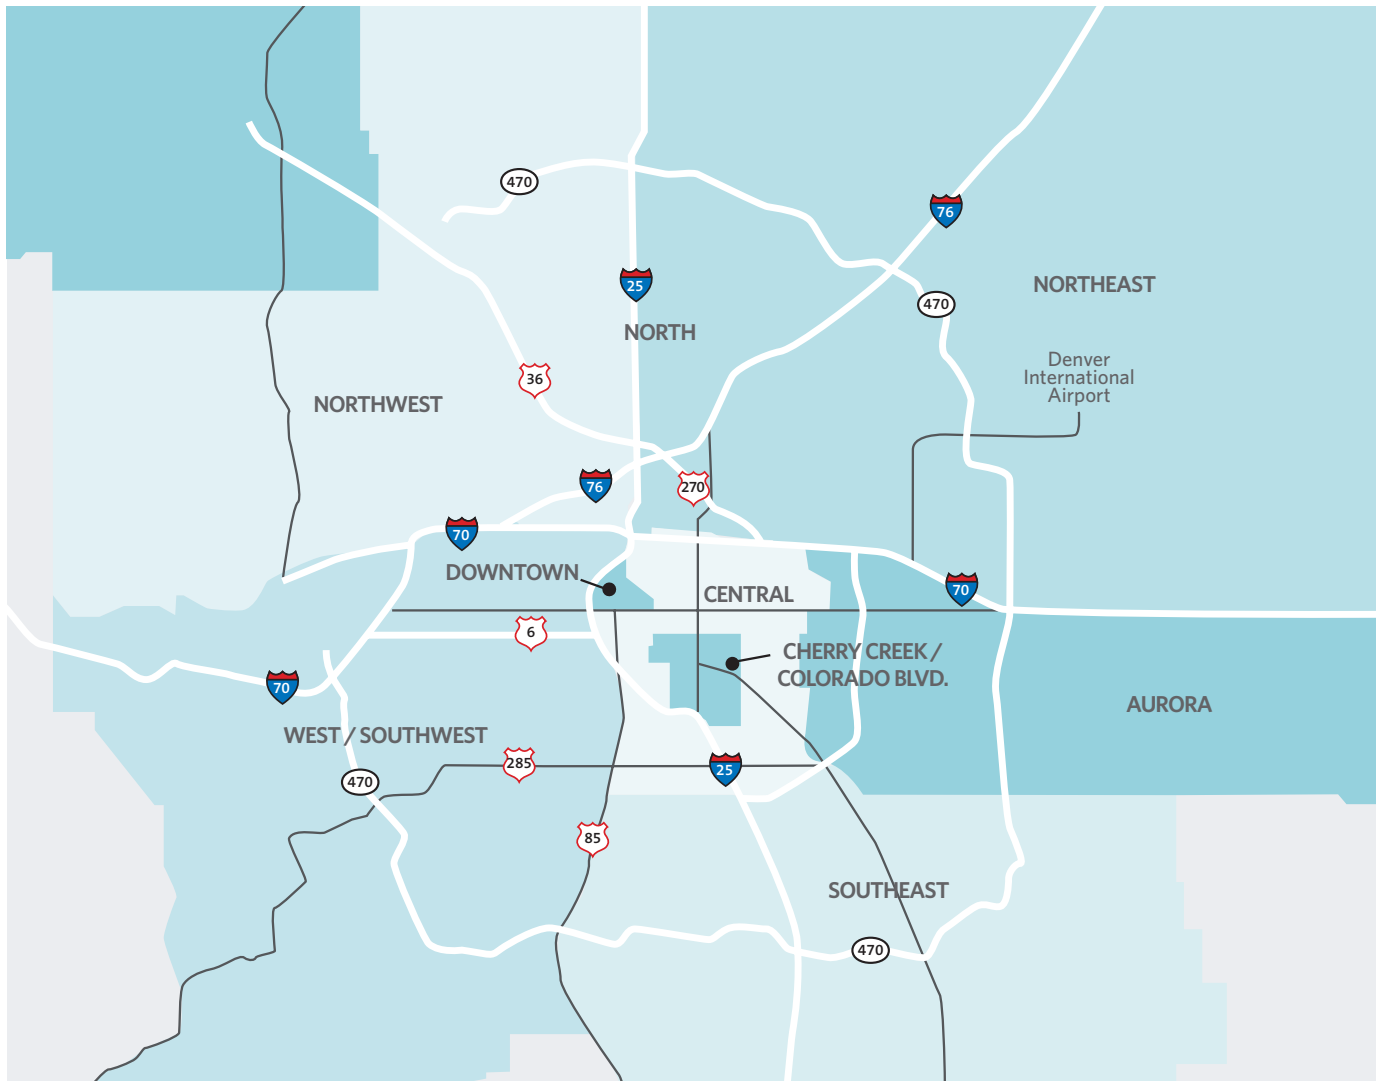 470
76
25
NORTHEAST
470
NORTH
Denver
International
Airport
36
NORTHWEST
76
270
70
DOWNTOWN
70
CENTRAL
6
CHERRY CREEK /
COLORADO BLVD.
70
AURORA
WEST / SOUTHWEST
285
25
470
85
SOUTHEAST
470